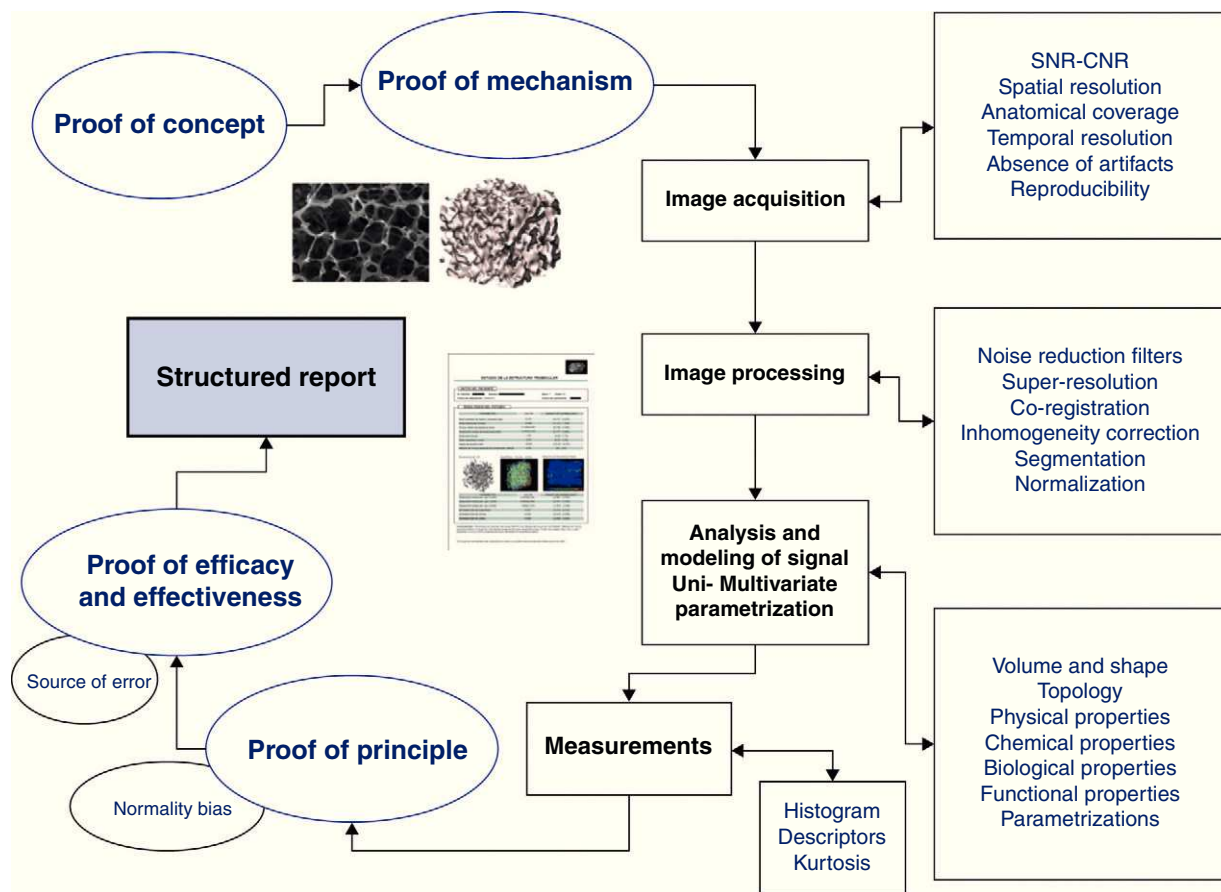 Proof of concept
Proof of mechanism
SNR-CNR
Spatial resolution
Anatomical coverage
Temporal resolution
Absence of artifacts
Reproducibility
Image acquisition
Structured report
Image processing
Noise reduction filters
Super-resolution
Co-registration
Inhomogeneity correction
Segmentation
Normalization
Analysis and
modeling of signal
Uni- Multivariate
parametrization
Proof of efficacy
and effectiveness
Source of error
Volume and shape
Topology
Physical properties
Chemical properties
Biological properties
Functional properties
Parametrizations
Measurements
Proof of principle
Normality bias
Histogram
Descriptors
Kurtosis